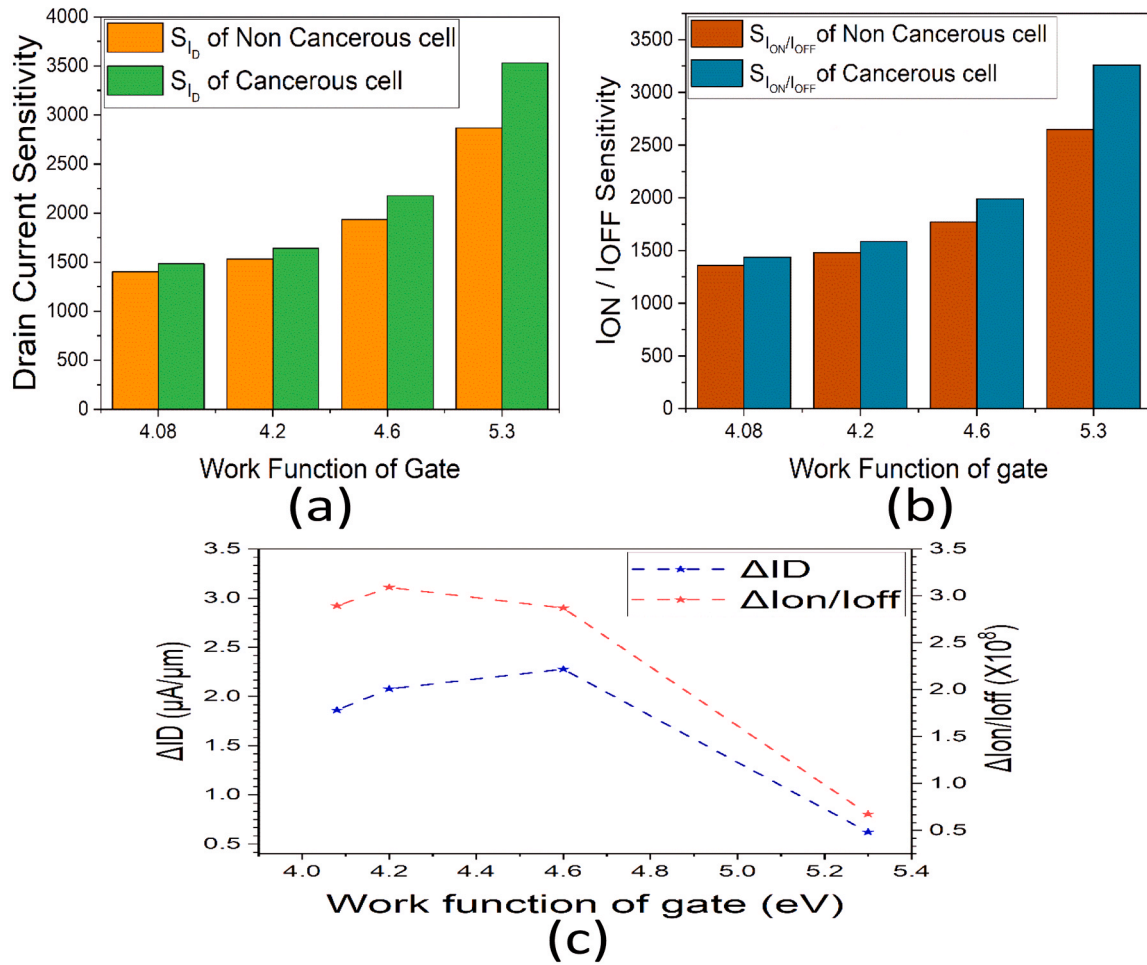 S_ID of Non Cancerous cell
S_ID of Cancerous cell
Drain Current Sensitivity
4000
3500
3000
2500
2000
1500
1000
500
0
4.08 4.2 4.6 5.3
Work Function of Gate
(a)
S_ION/IOFF of Non Cancerous cell
S_ION/IOFF of Cancerous cell
ION / IOFF Sensitivity
3500
3000
2500
2000
1500
1000
500
0
4.08 4.2 4.6 5.3
Work Function of gate
(b)
ΔID
ΔIon/Ioff
ΔID (µA/µm)
3.5
3.0
2.5
2.0
1.5
1.0
0.5
ΔIon/Ioff (X10⁸)
3.5
3.0
2.5
2.0
1.5
1.0
0.5
4.0 4.2 4.4 4.6 4.8 5.0 5.2 5.4
Work function of gate (eV)
(c)